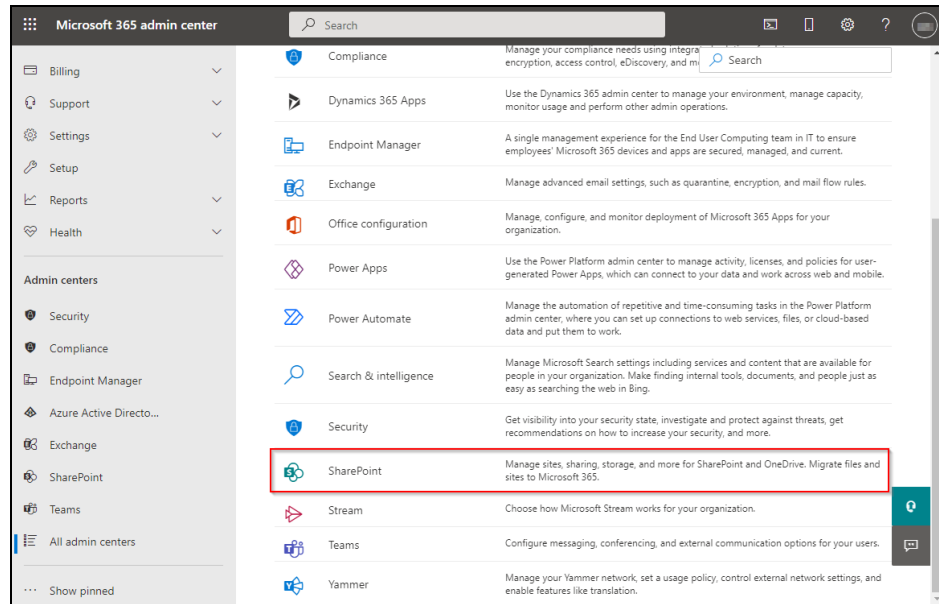 Microsoft 365 admin center
Search
?
Billing
Support
Settings
Setup
Reports
Health
Admin centers
Security
Compliance
Endpoint Manager
Azure Active Directo...
Exchange
SharePoint
Teams
All admin centers
Show pinned
Search
Compliance
Manage your compliance needs using
encryption, access control, eDiscovery, and
Dynamics 365 Apps
Use the Dynamics 365 admin center to manage your environment, manage capacity,
monitor usage and perform other admin operations.
Endpoint Manager
A single management experience for the End User Computing team in IT to ensure
employees' Microsoft 365 devices and apps are secured, managed, and current.
Exchange
Manage advanced email settings, such as quarantine, encryption, and mail flow rules.
Office configuration
Manage, configure, and monitor deployment of Microsoft 365 Apps for your
organization.
Power Apps
Use the Power Platform admin center to manage activity, licenses, and policies for user-
generated Power Apps, which can connect to your data and work across web and mobile.
Power Automate
Manage the automation of repetitive and time-consuming tasks in the Power Platform
admin center, where you can set up connections to web services, files, or cloud-based
data and put them to work.
Search & intelligence
Manage Microsoft Search settings including services and content that are available for
people in your organization. Make finding internal tools, documents, and people just as
easy as searching the web in Bing.
Security
Get visibility into your security state, investigate and protect against threats, get
recommendations on how to increase your security, and more.
SharePoint
Manage sites, sharing, storage, and more for SharePoint and OneDrive. Migrate files and
sites to Microsoft 365.
Stream
Choose how Microsoft Stream works for your organization.
Teams
Configure messaging, conferencing, and external communication options for your users.
Yammer
Manage your Yammer network, set a usage policy, control external network settings, and
enable features like translation.